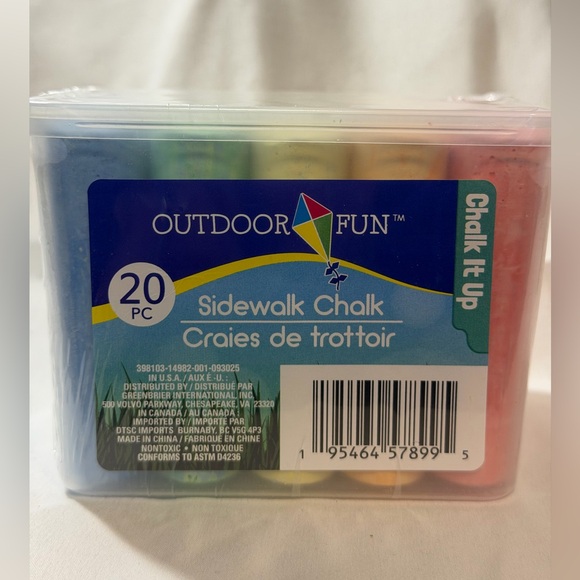 OUTDOOR FUN™
Chalk It Up
20
PC
Sidewalk Chalk
Craies de trottoir
398103-14982-001-093025
IN U.S.A. / AUX É.-U. :
DISTRIBUTED BY / DISTRIBUÉ PAR
GREENBRIER INTERNATIONAL, INC.
500 VOLVO PARKWAY, CHESAPEAKE, VA 23320
IN CANADA / AU CANADA :
IMPORTED BY / IMPORTÉ PAR
DTSC IMPORTS BURNABY, BC V5G 4P3
MADE IN CHINA / FABRIQUÉ EN CHINE
NONTOXIC • NON TOXIQUE
CONFORMS TO ASTM D4236
1 95464 57899 5